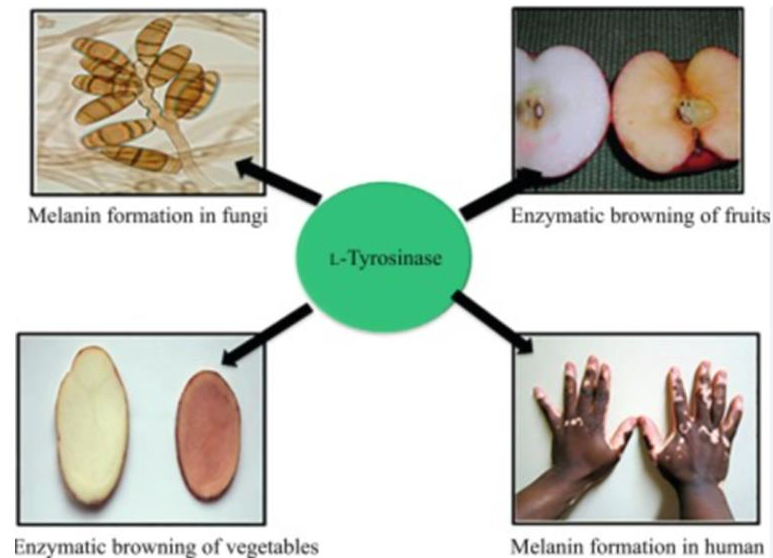 Melanin formation in fungi
Enzymatic browning of fruits
L-Tyrosinase
Enzymatic browning of vegetables
Melanin formation in human